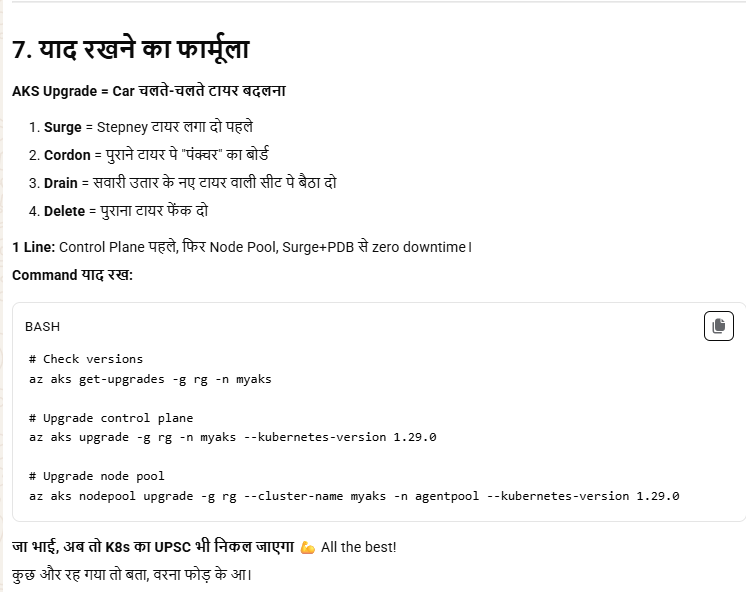 7. याद रखने का फार्मूला
AKS Upgrade = Car चलते-चलते टायर बदलना
1. Surge = Stepney टायर लगा दो पहले
2. Cordon = पुराने टायर पे "पंक्चर" का बोर्ड
3. Drain = सवारी उतार के नए टायर वाली सीट पे बैठा दो
4. Delete = पुराना टायर फेंक दो
1 Line: Control Plane पहले, फिर Node Pool, Surge+PDB से zero downtime।
Command याद रख:
BASH
# Check versions
az aks get-upgrades -g rg -n myaks
# Upgrade control plane
az aks upgrade -g rg -n myaks --kubernetes-version 1.29.0
# Upgrade node pool
az aks nodepool upgrade -g rg --cluster-name myaks -n agentpool --kubernetes-version 1.29.0
जा भाई, अब तो K8s का UPSC भी निकल जाएगा 💪 All the best!
कुछ और रह गया तो बता, वरना फोड़ के आ।